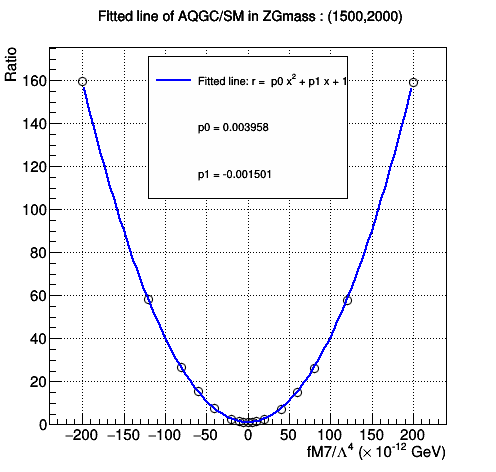 FItted line of AQGC/SM in ZGmass : (1500,2000)
Ratio
Fitted line: r = p0 x² + p1 x + 1
p0 = 0.003958
p1 = -0.001501
160
140
120
100
80
60
40
20
0
−200 −150 −100 −50 0 50 100 150 200
fM7/Λ⁴ (× 10⁻¹² GeV)